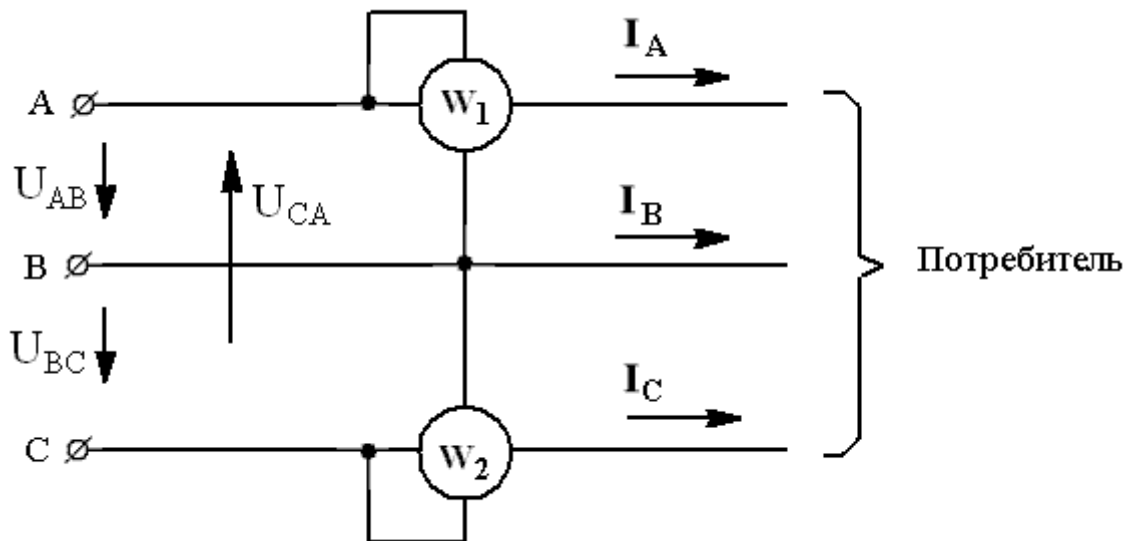 I_A
A
W_1
U_AB
U_CA
I_B
B
Потребитель
U_BC
I_C
C
W_2